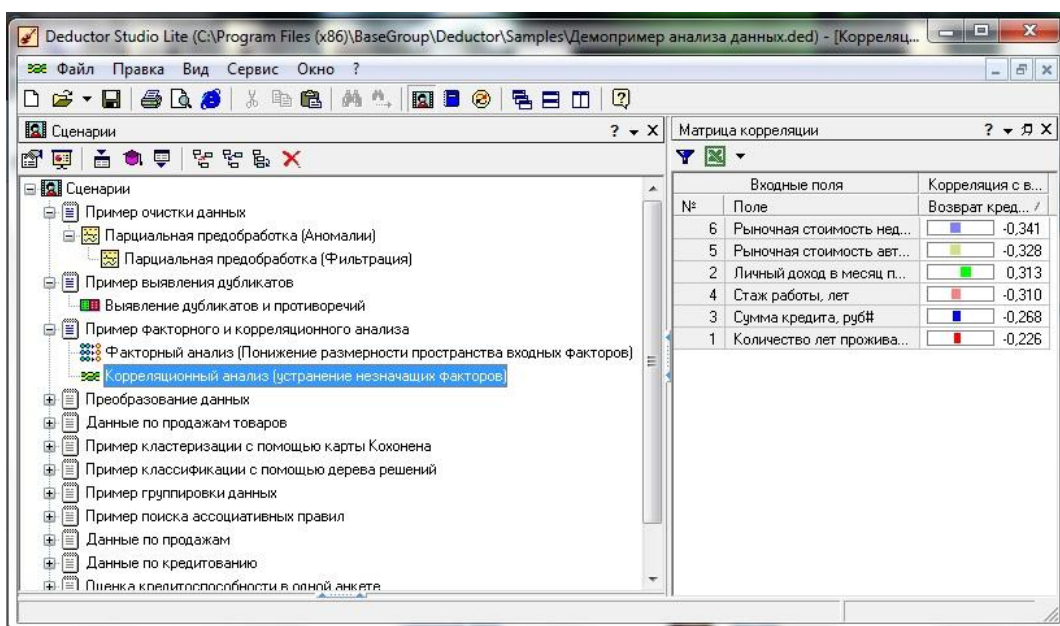 Deductor Studio Lite (C:\Program Files (x86)\BaseGroup\Deductor\Samples\Демопример анализа данных.ded) - [Корреляц...
Файл Правка Вид Сервис Окно ?
Сценарии
Сценарии
Пример очистки данных
Парциальная предобработка (Аномалии)
Парциальная предобработка (Фильтрация)
Пример выявления дубликатов
Выявление дубликатов и противоречий
Пример факторного и корреляционного анализа
Факторный анализ (Понижение размерности пространства входных факторов)
Корреляционный анализ (устранение незначащих факторов)
Преобразование данных
Данные по продажам товаров
Пример кластеризации с помощью карты Кохонена
Пример классификации с помощью дерева решений
Пример группировки данных
Пример поиска ассоциативных правил
Данные по продажам
Данные по кредитованию
Оценка кредитоспособности в одной анкете
Матрица корреляции
Входные поля Корреляция с в...
№ Поле Возврат кред... /
6 Рыночная стоимость нед... -0,341
5 Рыночная стоимость авт... -0,328
2 Личный доход в месяц п... 0,313
4 Стаж работы, лет -0,310
3 Сумма кредита, руб# -0,268
1 Количество лет прожива... -0,226